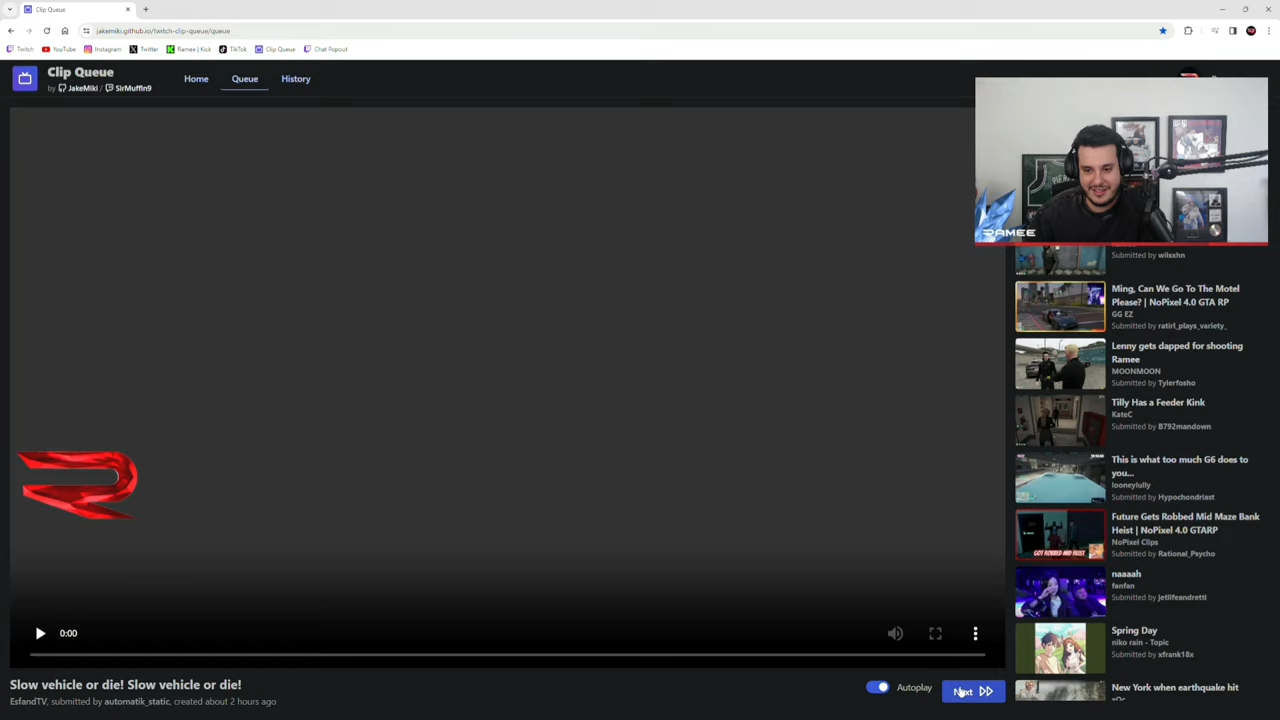 Clip Queue
jakemiki.github.io/twitch-clip-queue/queue
Twitch
YouTube
Instagram
Twitter
Ramee | Kick
TikTok
Clip Queue
Chat Popout
Clip Queue
by JakeMiki / SirMuffin9
Home
Queue
History
PIERRE
RAMEE
Submitted by wilsxhn
Ming, Can We Go To The Motel
Please? | NoPixel 4.0 GTA RP
GG EZ
Submitted by ratirl_plays_variety_
Lenny gets dapped for shooting
Ramee
MOONMOON
Submitted by Tylerfosho
Tilly Has a Feeder Kink
KateC
Submitted by B792mandown
This is what too much G6 does to
you...
looneylully
Submitted by Hypochondriast
Future Gets Robbed Mid Maze Bank
Heist | NoPixel 4.0 GTARP
NoPixel Clips
Submitted by Rational_Psycho
GOT ROBBED MID HEIST
naaaah
fanfan
Submitted by jetlifeandretti
Spring Day
niko rain - Topic
Submitted by xfrank18x
New York when earthquake hit
xQc
0:00
Slow vehicle or die! Slow vehicle or die!
EsfandTV, submitted by automatik_static, created about 2 hours ago
Autoplay
Next